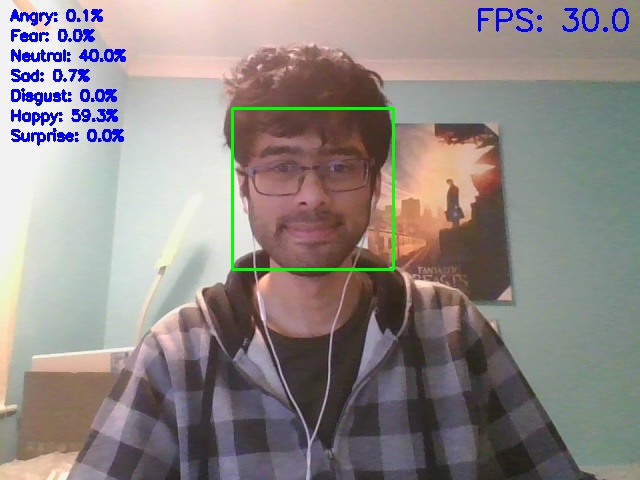 Angry: 0.1%
Fear: 0.0%
Neutral: 40.0%
Sad: 0.7%
Disgust: 0.0%
Happy: 59.3%
Surprise: 0.0%
FPS: 30.0
FANTASTIC
BEASTS